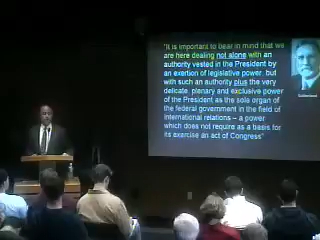 "It is important to bear in mind that we
are here dealing not alone with an
authority vested in the President by
an exertion of legislative power, but
with such an authority plus the very
delicate, plenary and exclusive power
of the President as the sole organ of
the federal government in the field of
international relations – a power
which does not require as a basis for
its exercise an act of Congress"
Sutherland